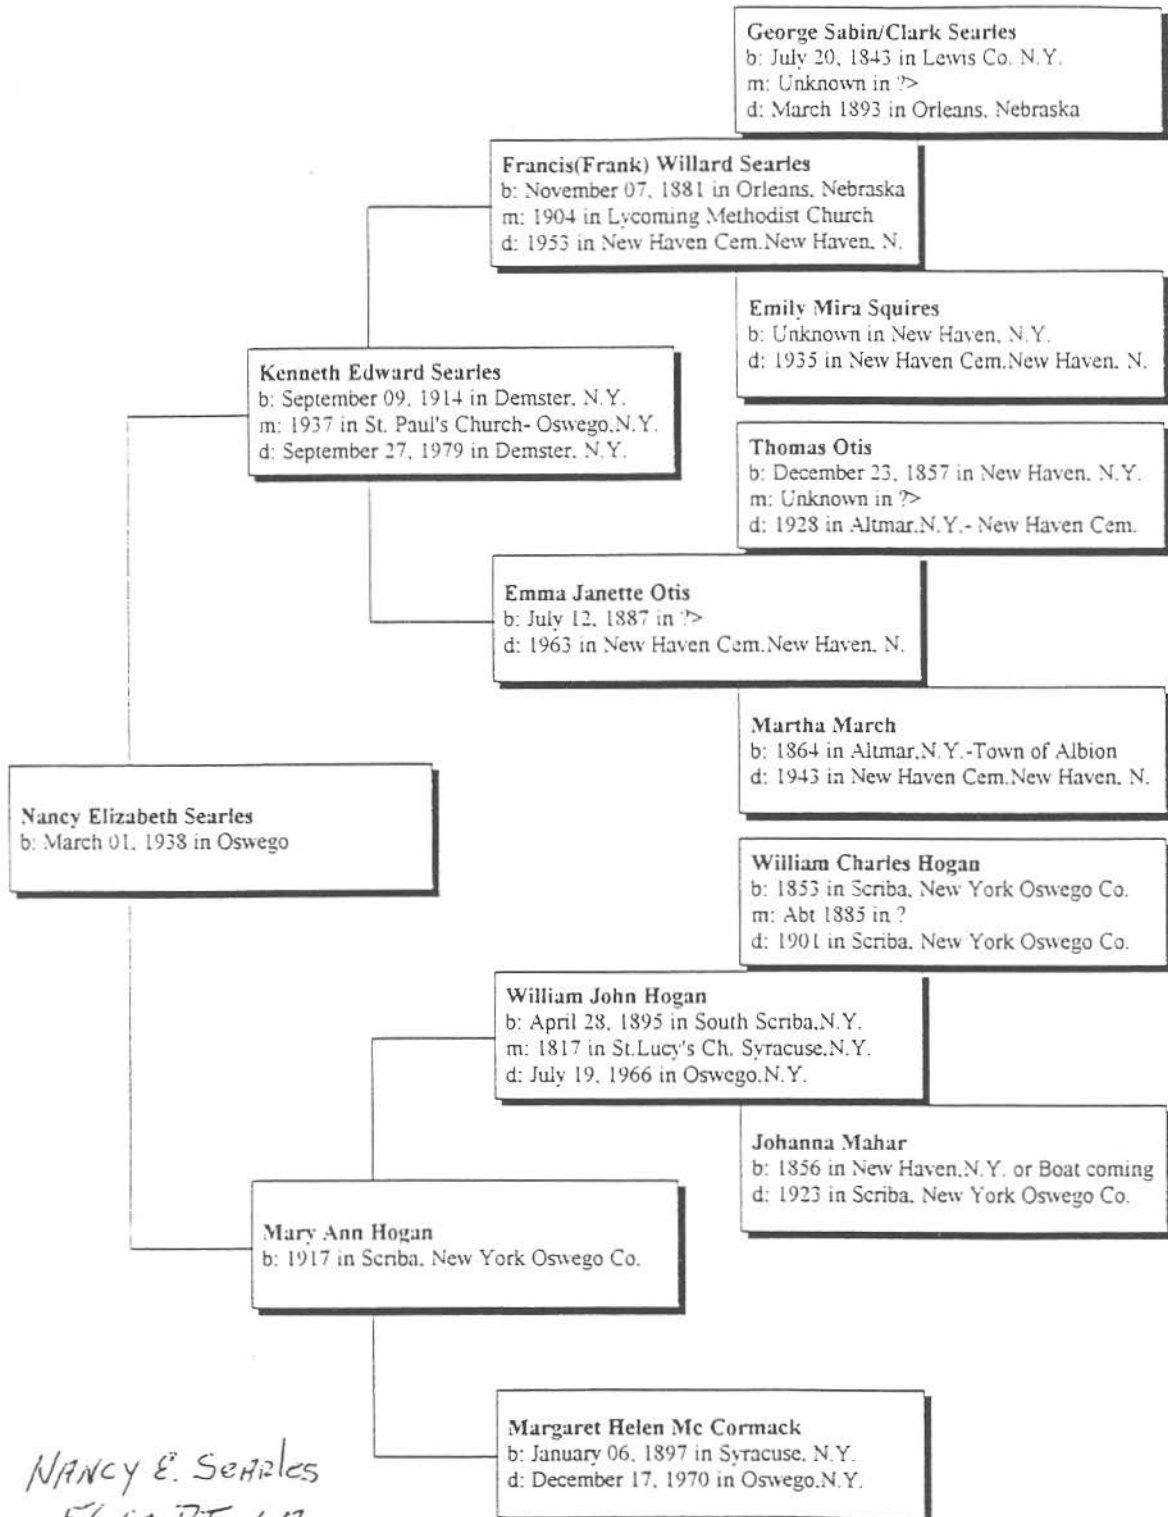 George Sabin/Clark Searles
b: July 20, 1843 in Lewis Co. N.Y.
m: Unknown in ?>
d: March 1893 in Orleans, Nebraska
Francis(Frank) Willard Searles
b: November 07, 1881 in Orleans, Nebraska
m: 1904 in Lycoming Methodist Church
d: 1953 in New Haven Cem.New Haven, N.
Emily Mira Squires
b: Unknown in New Haven, N.Y.
d: 1935 in New Haven Cem.New Haven, N.
Kenneth Edward Searles
b: September 09, 1914 in Demster, N.Y.
m: 1937 in St. Paul's Church- Oswego,N.Y.
d: September 27, 1979 in Demster, N.Y.
Thomas Otis
b: December 23, 1857 in New Haven, N.Y.
m: Unknown in ?>
d: 1928 in Altmar,N.Y.- New Haven Cem.
Emma Janette Otis
b: July 12, 1887 in ?>
d: 1963 in New Haven Cem.New Haven, N.
Martha March
b: 1864 in Altmar,N.Y.-Town of Albion
d: 1943 in New Haven Cem.New Haven, N.
Nancy Elizabeth Searles
b: March 01, 1938 in Oswego
William Charles Hogan
b: 1853 in Scriba, New York Oswego Co.
m: Abt 1885 in ?
d: 1901 in Scriba, New York Oswego Co.
William John Hogan
b: April 28, 1895 in South Scriba,N.Y.
m: 1817 in St.Lucy's Ch. Syracuse,N.Y.
d: July 19, 1966 in Oswego,N.Y.
Johanna Mahar
b: 1856 in New Haven,N.Y. or Boat coming
d: 1923 in Scriba, New York Oswego Co.
Mary Ann Hogan
b: 1917 in Scriba, New York Oswego Co.
Margaret Helen Mc Cormack
b: January 06, 1897 in Syracuse, N.Y.
d: December 17, 1970 in Oswego,N.Y.
NANCY E. SEARles